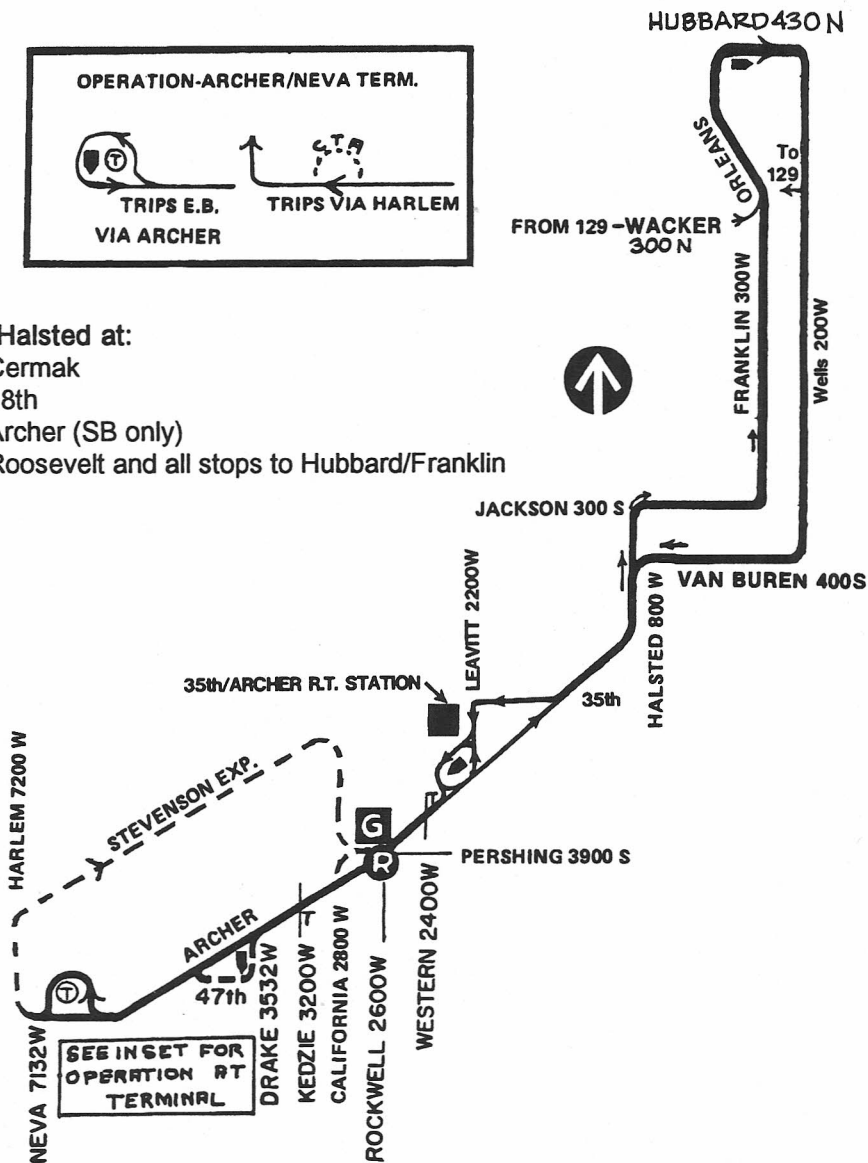 HUBBARD 430 N
OPERATION-ARCHER/NEVA TERM.
C.T.A
T
TRIPS E.B.
VIA ARCHER
TRIPS VIA HARLEM
ORLEANS
To
129
FROM 129 - WACKER
300 N
FRANKLIN 300W
Wells 200W
Halsted at:
Cermak
8th
Archer (SB only)
Roosevelt and all stops to Hubbard/Franklin
JACKSON 300 S
VAN BUREN 400S
HALSTED 800 W
LEAVITT 2200W
35th/ARCHER R.T. STATION
35th
HARLEM 7200 W
STEVENSON EXP.
T
G
R
PERSHING 3900 S
WESTERN 2400W
ARCHER
T
47th
T
DRAKE 3532W
KEDZIE 3200W
CALIFORNIA 2800 W
ROCKWELL 2600W
NEVA 7132W
SEE INSET FOR
OPERATION AT
TERMINAL